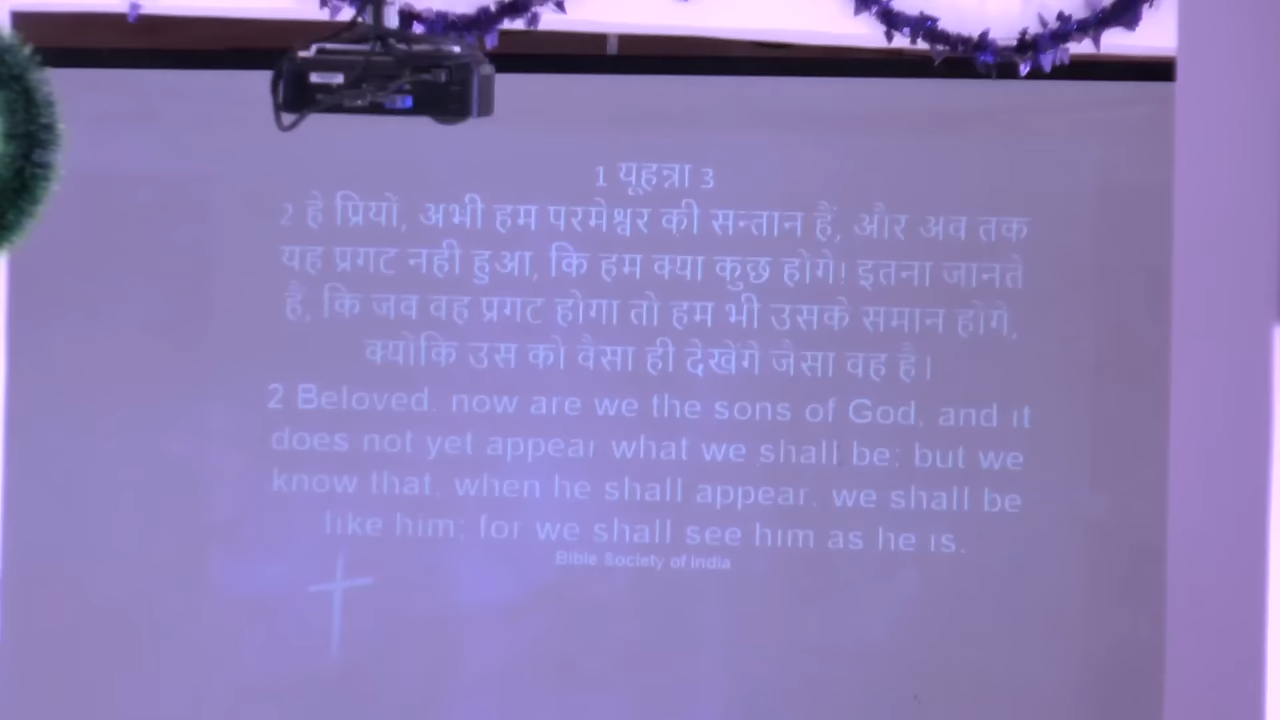 1 यूहन्ना 3
2 हे प्रियों, अभी हम परमेश्वर की सन्तान हैं, और अब तक
यह प्रगट नहीं हुआ, कि हम क्या कुछ होंगे! इतना जानते
हैं, कि जब वह प्रगट होगा तो हम भी उसके समान होंगे,
क्योंकि उस को वैसा ही देखेंगे जैसा वह है।
2 Beloved, now are we the sons of God, and it
does not yet appear what we shall be: but we
know that, when he shall appear, we shall be
like him; for we shall see him as he is.
Bible Society of India